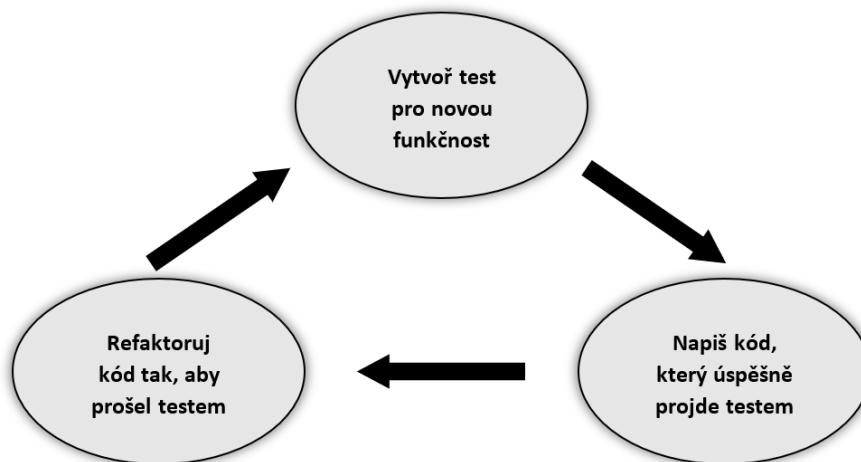 Vytvoř test
pro novou
funkčnost
Refaktoruj
kód tak, aby
prošel testem
Napiš kód,
který úspěšně
projde testem